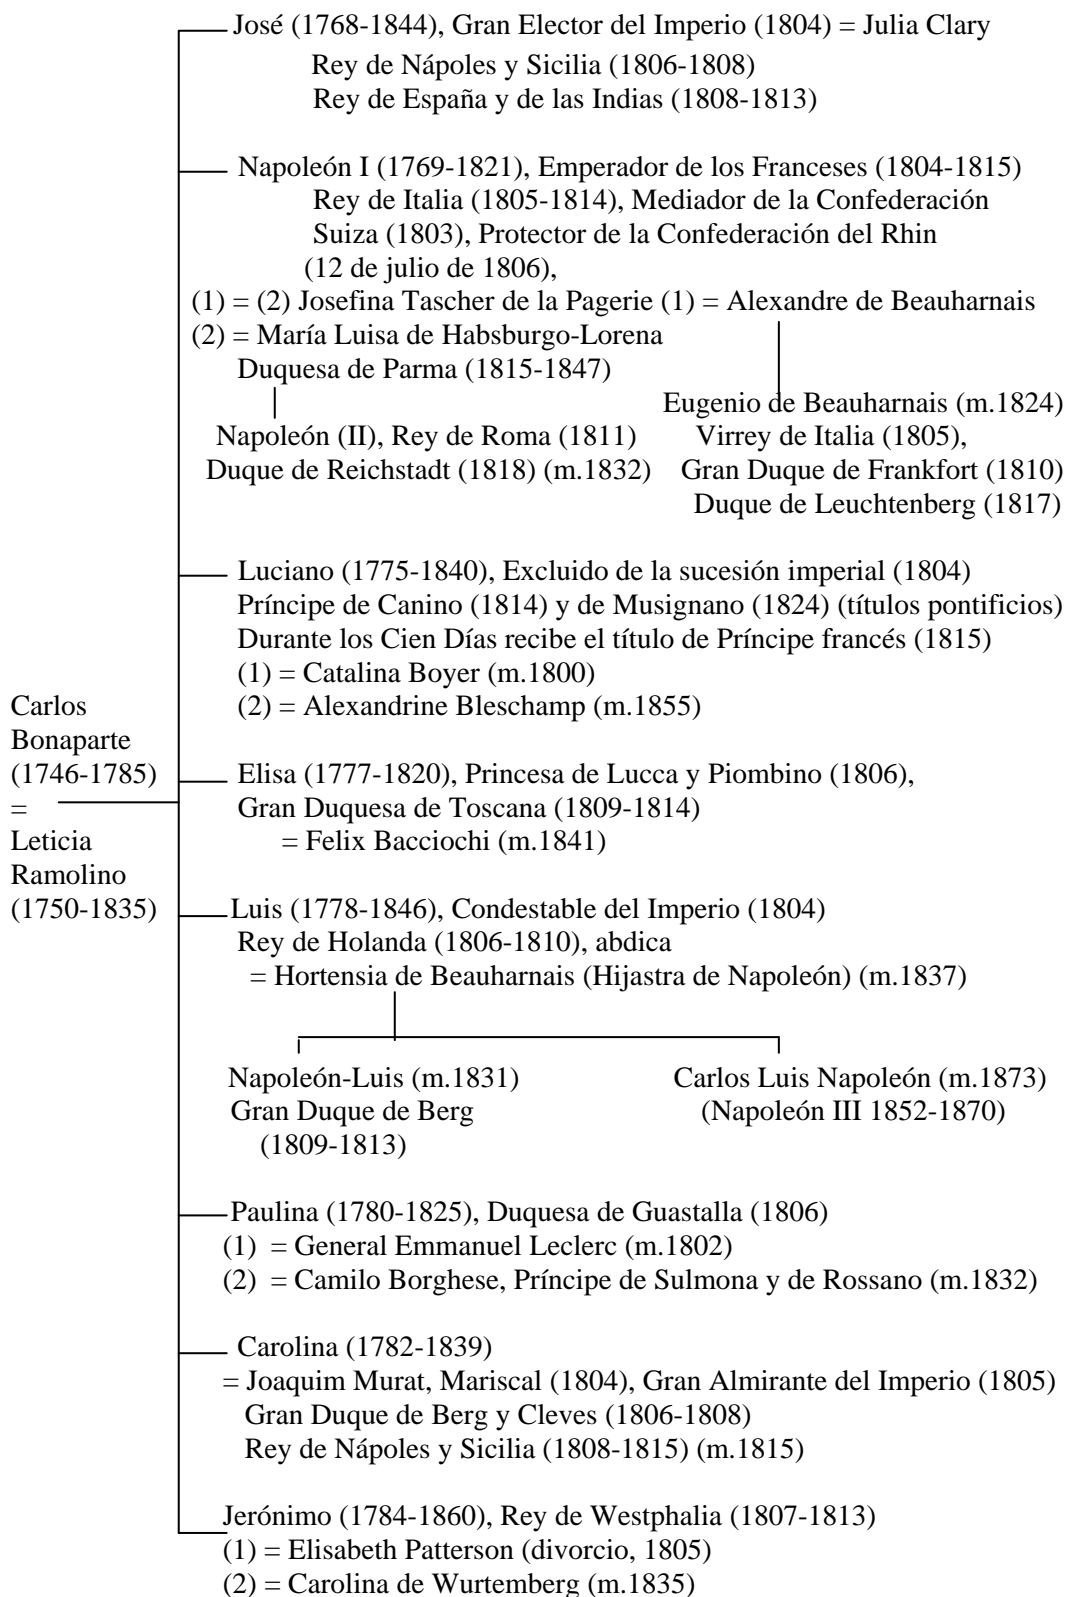 José (1768-1844), Gran Elector del Imperio (1804) = Julia Clary
Rey de Nápoles y Sicilia (1806-1808)
Rey de España y de las Indias (1808-1813)
Napoleón I (1769-1821), Emperador de los Franceses (1804-1815)
Rey de Italia (1805-1814), Mediador de la Confederación
Suiza (1803), Protector de la Confederación del Rhin
(12 de julio de 1806),
(1) = (2) Josefina Tascher de la Pagerie (1) = Alexandre de Beauharnais
(2) = María Luisa de Habsburgo-Lorena
Duquesa de Parma (1815-1847)
Napoleón (II), Rey de Roma (1811)
Duque de Reichstadt (1818) (m.1832)
Eugenio de Beauharnais (m.1824)
Virrey de Italia (1805),
Gran Duque de Frankfort (1810)
Duque de Leuchtenberg (1817)
Luciano (1775-1840), Excluido de la sucesión imperial (1804)
Príncipe de Canino (1814) y de Musignano (1824) (títulos pontificios)
Durante los Cien Días recibe el título de Príncipe francés (1815)
(1) = Catalina Boyer (m.1800)
(2) = Alexandrine Bleschamp (m.1855)
Carlos
Bonaparte
(1746-1785)
=
Leticia
Ramolino
(1750-1835)
Elisa (1777-1820), Princesa de Lucca y Piombino (1806),
Gran Duquesa de Toscana (1809-1814)
= Felix Bacciochi (m.1841)
Luis (1778-1846), Condestable del Imperio (1804)
Rey de Holanda (1806-1810), abdica
= Hortensia de Beauharnais (Hijastra de Napoleón) (m.1837)
Napoleón-Luis (m.1831)
Gran Duque de Berg
(1809-1813)
Carlos Luis Napoleón (m.1873)
(Napoleón III 1852-1870)
Paulina (1780-1825), Duquesa de Guastalla (1806)
(1) = General Emmanuel Leclerc (m.1802)
(2) = Camilo Borghese, Príncipe de Sulmona y de Rossano (m.1832)
Carolina (1782-1839)
= Joaquim Murat, Mariscal (1804), Gran Almirante del Imperio (1805)
Gran Duque de Berg y Cleves (1806-1808)
Rey de Nápoles y Sicilia (1808-1815) (m.1815)
Jerónimo (1784-1860), Rey de Westphalia (1807-1813)
(1) = Elisabeth Patterson (divorcio, 1805)
(2) = Carolina de Wurtemberg (m.1835)